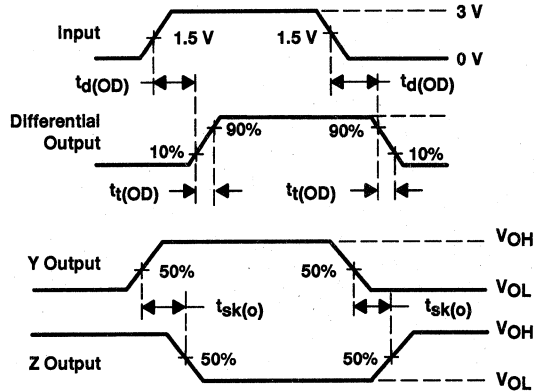 3 V
Input
1.5 V 1.5 V
0 V
td(OD) td(OD)
Differential
Output
90% 90%
10% 10%
tt(OD) tt(OD)
VOH
Y Output
50% 50%
VOL
tsk(o) tsk(o)
VOH
Z Output
50% 50%
VOL